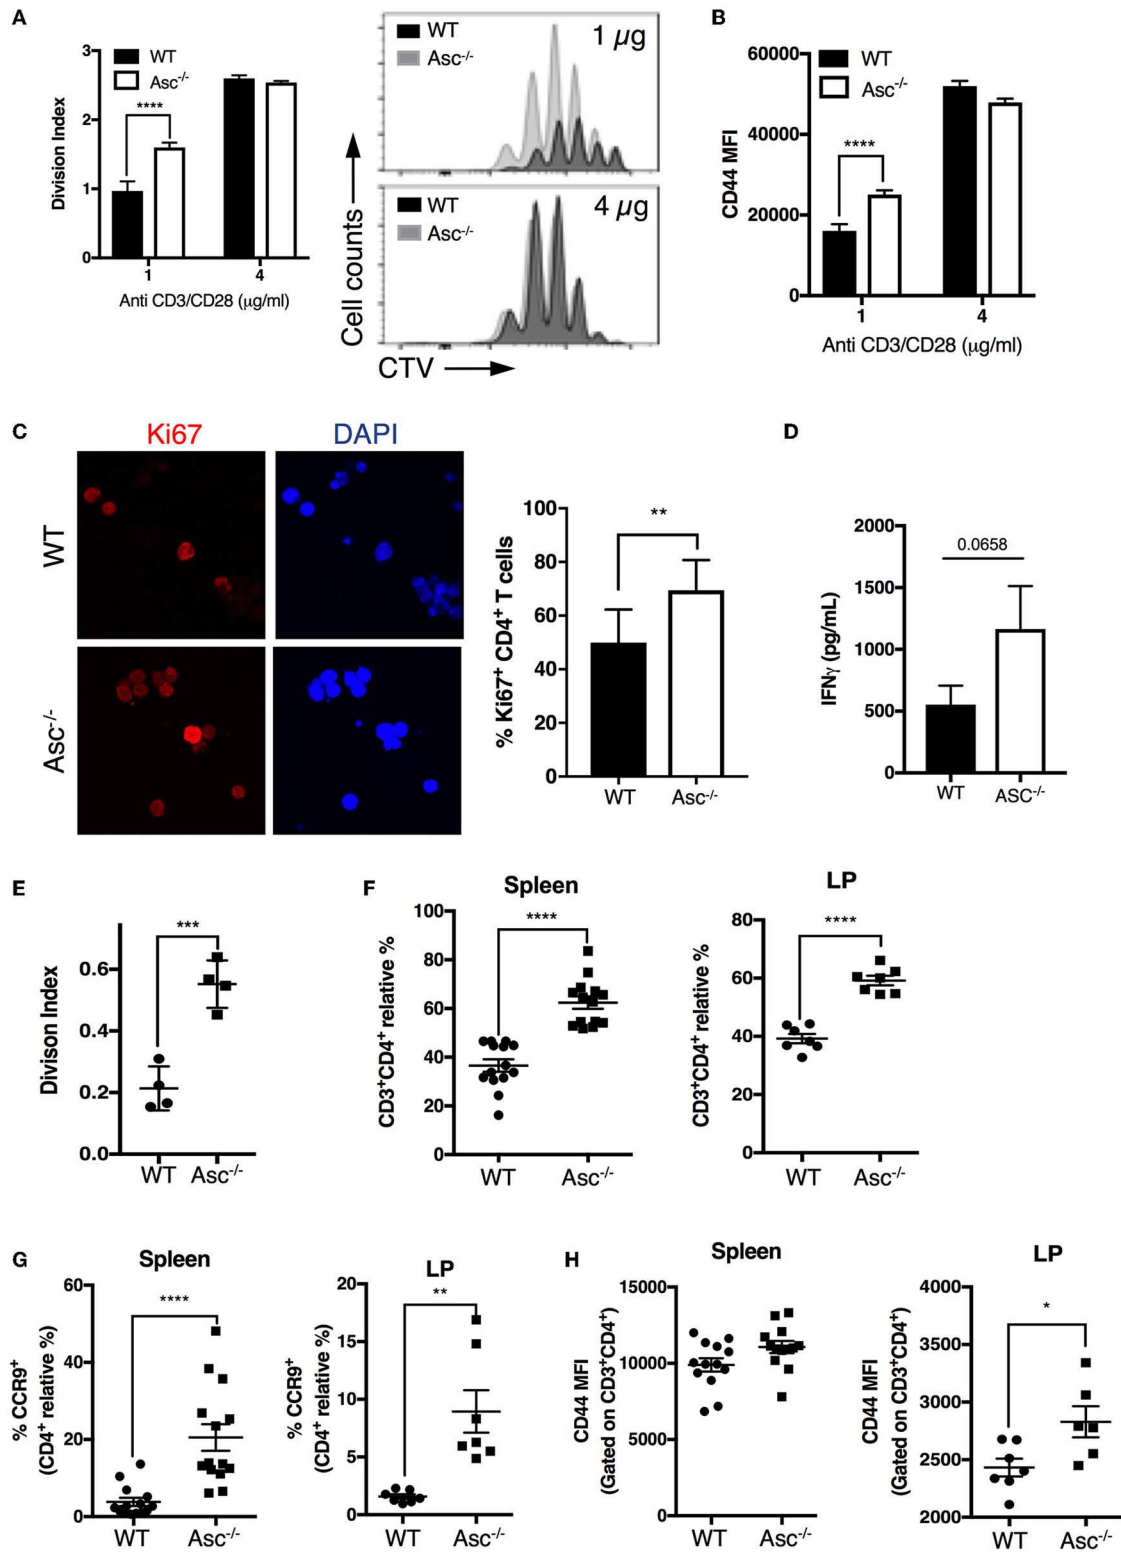 A
3
2
1
0
Division Index
WT
Asc-/-
****
1
4
Anti CD3/CD28 (μg/ml)
WT
Asc-/-
1 μg
WT
Asc-/-
4 μg
Cell counts
CTV
B
60000
40000
20000
0
CD44 MFI
WT
Asc-/-
****
1
4
Anti CD3/CD28 (μg/ml)
C
Ki67
DAPI
WT
Asc-/-
% Ki67+ CD4+ T cells
100
80
60
40
20
0
**
WT
Asc-/-
D
IFNγ (pg/mL)
2000
1500
1000
500
0
0.0658
WT
ASC-/-
E
Divison Index
0.6
0.4
0.2
0.0
***
WT
Asc-/-
F
Spleen
CD3+CD4+ relative %
100
80
60
40
20
0
****
WT
Asc-/-
LP
CD3+CD4+ relative %
80
60
40
20
0
****
WT
Asc-/-
G
Spleen
% CCR9+
(CD4+ relative %)
60
40
20
0
****
WT
Asc-/-
LP
% CCR9+
(CD4+ relative %)
20
15
10
5
0
**
WT
Asc-/-
H
Spleen
CD44 MFI
(Gated on CD3+CD4+)
15000
10000
5000
0
WT
Asc-/-
LP
CD44 MFI
(Gated on CD3+CD4+)
4000
3500
3000
2500
2000
*
WT
Asc-/-